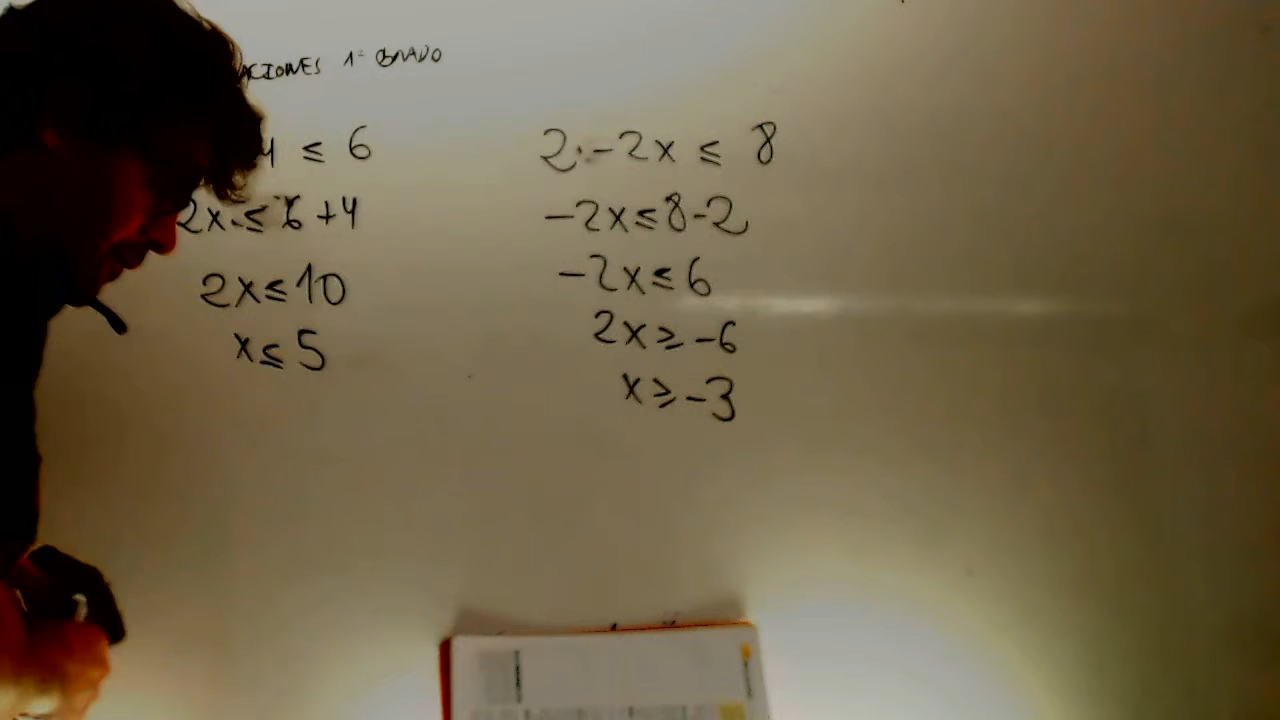 ACIONES 1º GRADO
4 ≤ 6
2x ≤ 6 +4
2x ≤ 10
x ≤ 5
2 - 2x ≤ 8
-2x ≤ 8-2
-2x ≤ 6
2x ≥ -6
x ≥ -3